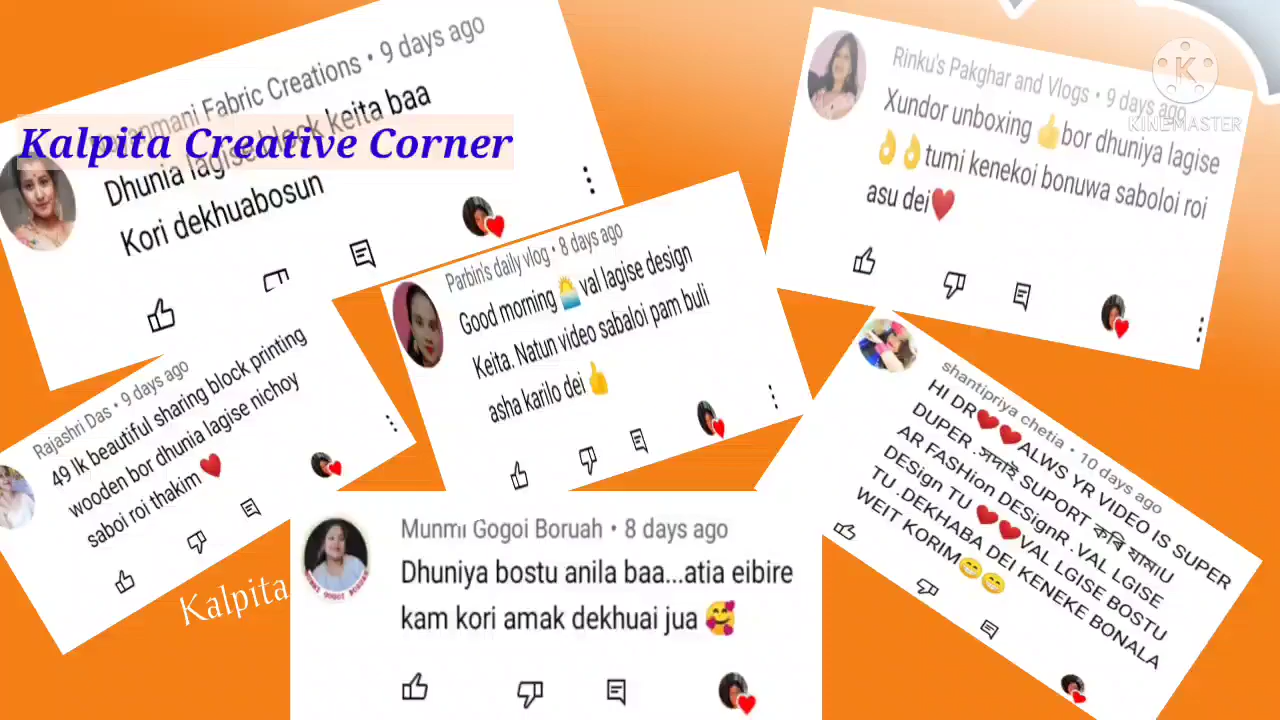 Fabric Creations • 9 days ago
Kalpita Creative Corner
Dhunia lagise block keita baa
Kori dekhuabosun
Rinku's Pakghar and Vlogs • 9 days ago
Xundor unboxing 👍bor dhuniya lagise
👌👌tumi kenekoi bonuwa saboloi roi
asu dei❤️
KINEMASTER
Parbin's daily vlog • 8 days ago
Good morning 🌅val lagise design
Keita. Natun video sabaloi pam buli
asha karilo dei👍
Rajashri Das • 9 days ago
49 lk beautiful sharing block printing
wooden bor dhunia lagise nichoy
saboi roi thakim ❤️
shantipriya chetia • 10 days ago
HI DR❤️❤️ALWS YR VIDEO IS SUPER
DUPER .সদাই SUPORT কৰি যাম্বাU
AR FASHIon DESignR .VAL LGISE
DESign TU ❤️❤️VAL LGISE BOSTU
TU .DEKHABA DEI KENEKE BONALA
WEIT KORIM😁😁
Kalpita
Munmi Gogoi Boruah • 8 days ago
Dhuniya bostu anila baa...atia eibire
kam kori amak dekhuai jua 🥰